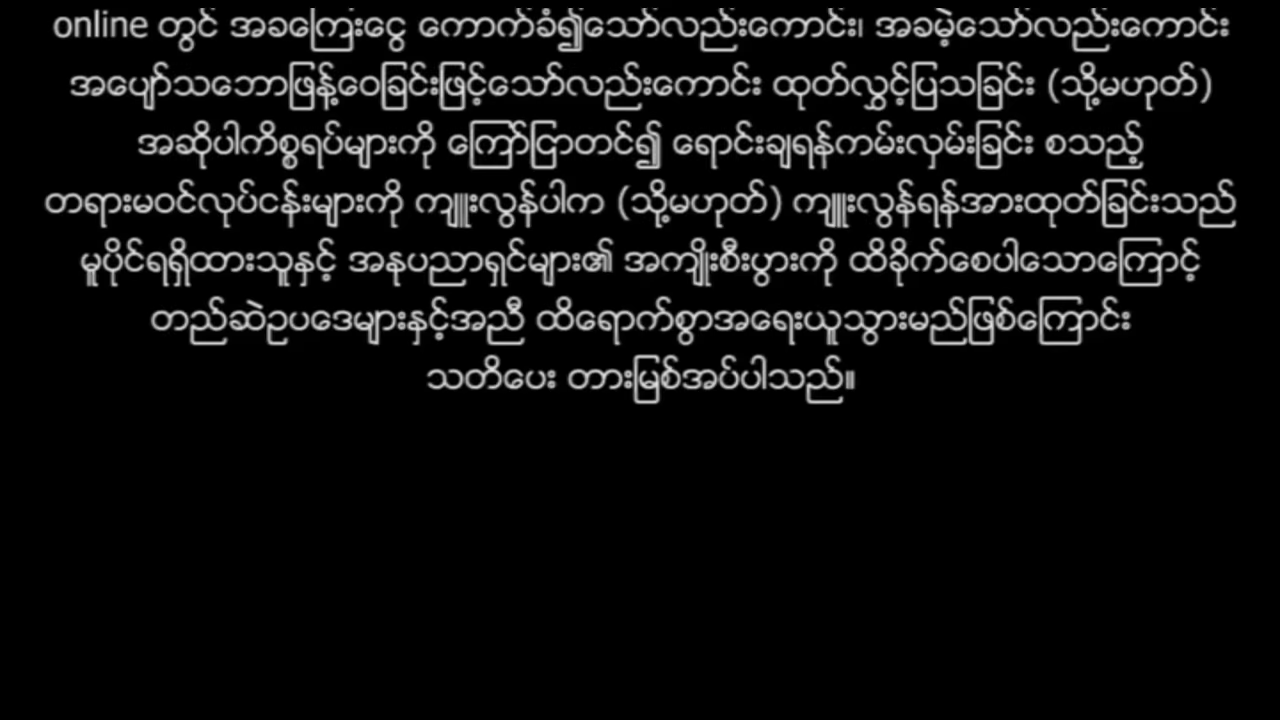 online တွင် အခကြေးငွေ ကောက်ခံ၍သော်လည်းကောင်း၊ အခမဲ့သော်လည်းကောင်း
အပျော်သဘောဖြန့်ဝေခြင်းဖြင့်သော်လည်းကောင်း ထုတ်လွှင့်ပြသခြင်း (သို့မဟုတ်)
အဆိုပါကိစ္စရပ်များကို ကြော်ငြာတင်၍ ရောင်းချရန်ကမ်းလှမ်းခြင်း စသည့်
တရားမဝင်လုပ်ငန်းများကို ကျူးလွန်ပါက (သို့မဟုတ်) ကျူးလွန်ရန်အားထုတ်ခြင်းသည်
မူပိုင်ရရှိထားသူနှင့် အနုပညာရှင်များ၏ အကျိုးစီးပွားကို ထိခိုက်စေပါသောကြောင့်
တည်ဆဲဥပဒေများနှင့်အညီ ထိရောက်စွာအရေးယူသွားမည်ဖြစ်ကြောင်း
သတိပေး တားမြစ်အပ်ပါသည်။